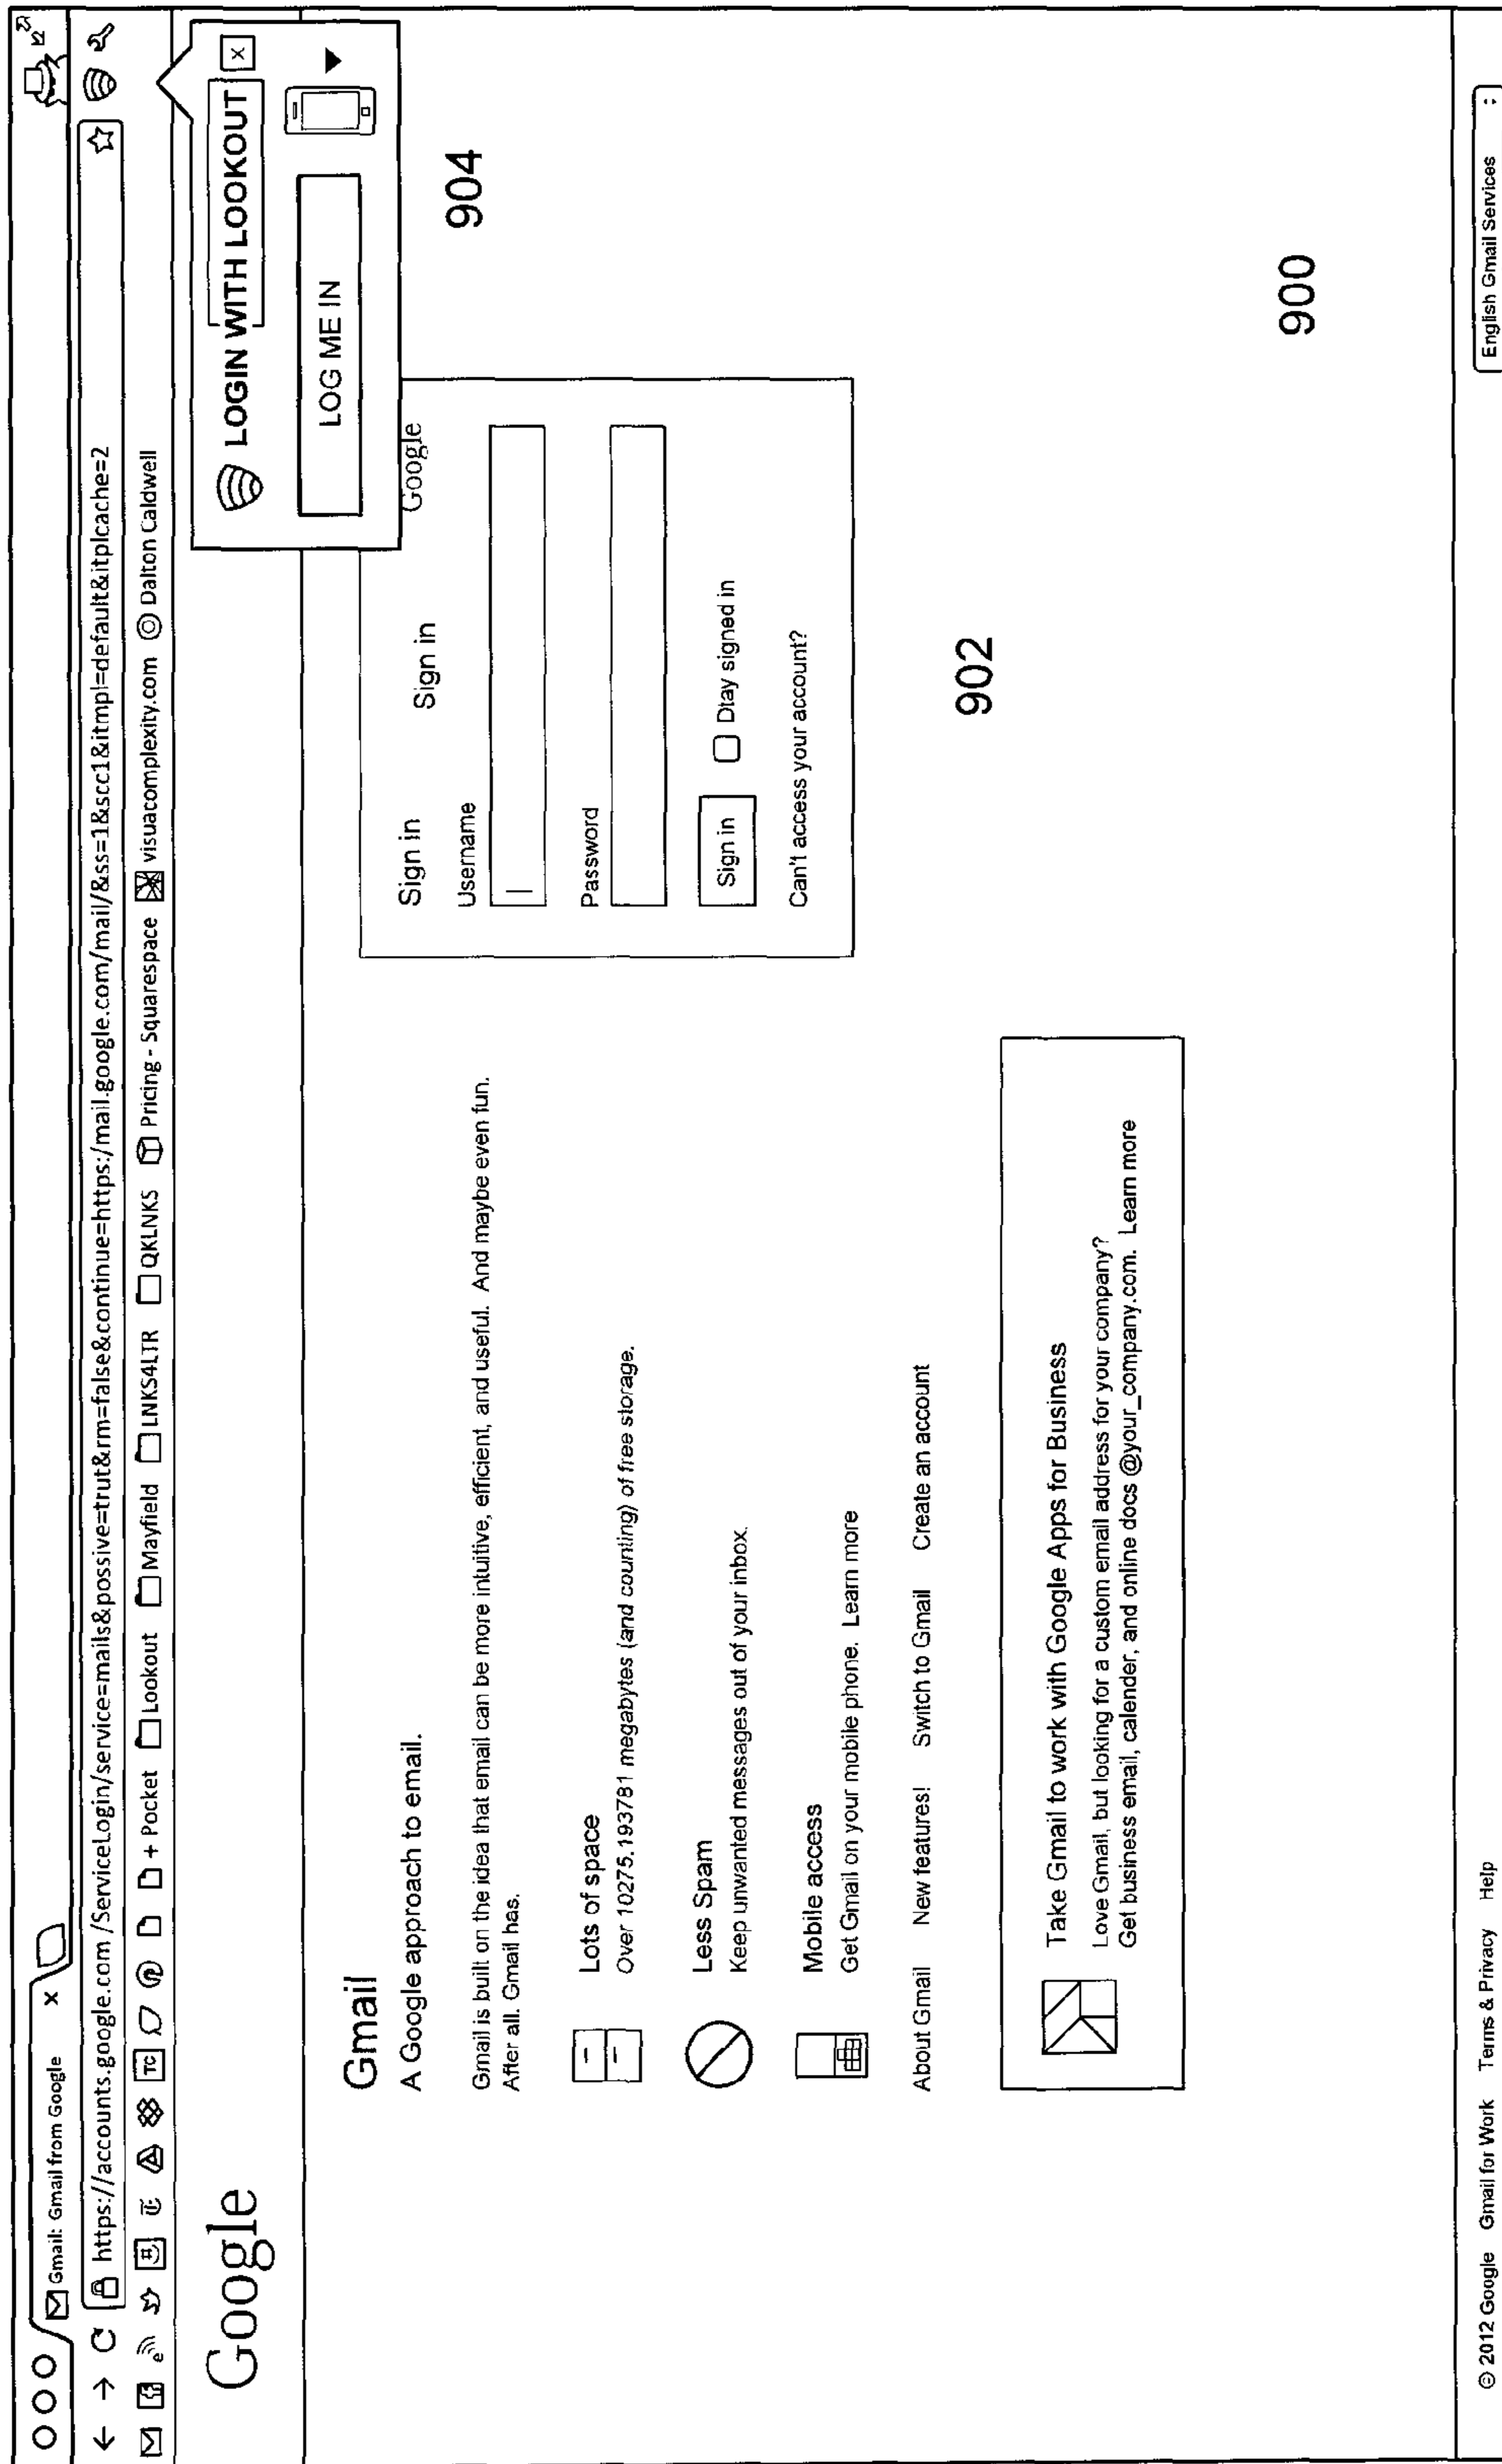 Gmail: Gmail from Google x
https://accounts.google.com /ServiceLogin/service=mails&possive=trut&rm=false&continue=https:/mail.google.com/mail/&ss=1&scc1&itmpl=default&itplcache=2
TC + Pocket Lookout Mayfield LNKS4LTR QKLNKS Pricing - Squarespace visuacomplexity.com Dalton Caldwell
Google
LOGIN WITH LOOKOUT x
LOG ME IN
904
Gmail
A Google approach to email.
Gmail is built on the idea that email can be more intuitive, efficient, and useful. And maybe even fun.
After all. Gmail has.
Lots of space
Over 10275.193781 megabytes (and counting) of free storage.
Less Spam
Keep unwanted messages out of your inbox.
Mobile access
Get Gmail on your mobile phone. Learn more
About Gmail New features! Switch to Gmail Create an account
Take Gmail to work with Google Apps for Business
Love Gmail, but looking for a custom email address for your company?
Get business email, calender, and online docs @your_company.com. Learn more
Sign in Sign in Google
Username
Password
Sign in Dtay signed in
Can't access your account?
902
900
© 2012 Google Gmail for Work Terms & Privacy Help English Gmail Services